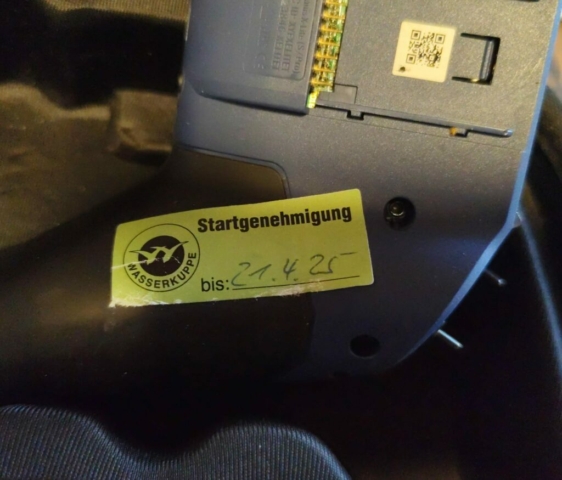 Startgenehmigung
WASSERKUPPE
bis: 21.4.25